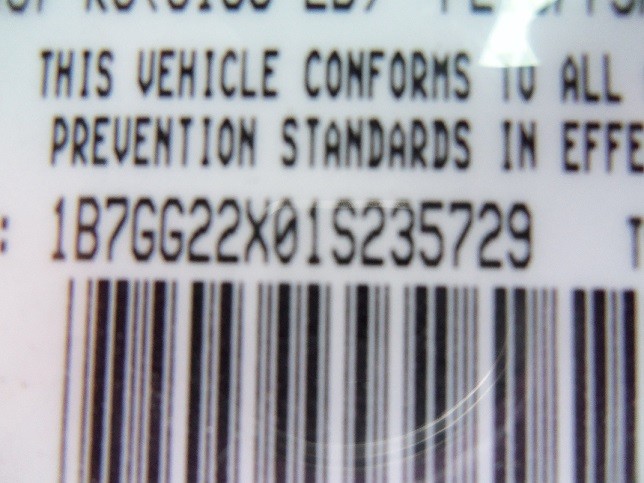 THIS VEHICLE CONFORMS TO ALL
PREVENTION STANDARDS IN EFFE
: 1B7GG22X01S235729 T